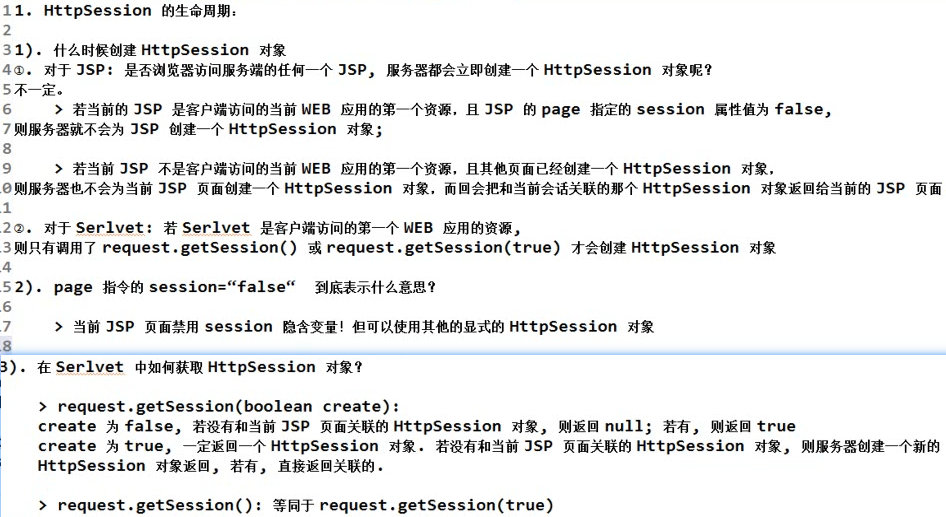 1 1. HttpSession 的生命周期：
2
3 1). 什么时候创建 HttpSession 对象
4 ①. 对于 JSP: 是否浏览器访问服务端的任何一个 JSP, 服务器都会立即创建一个 HttpSession 对象呢?
5 不一定。
6 > 若当前的 JSP 是客户端访问的当前 WEB 应用的第一个资源，且 JSP 的 page 指定的 session 属性值为 false,
7 则服务器就不会为 JSP 创建一个 HttpSession 对象;
8
9 > 若当前 JSP 不是客户端访问的当前 WEB 应用的第一个资源，且其他页面已经创建一个 HttpSession 对象,
0 则服务器也不会为当前 JSP 页面创建一个 HttpSession 对象，而回会把和当前会话关联的那个 HttpSession 对象返回给当前的 JSP 页面
1
2 ②. 对于 Serlvet: 若 Serlvet 是客户端访问的第一个 WEB 应用的资源,
3 则只有调用了 request.getSession() 或 request.getSession(true) 才会创建 HttpSession 对象
4
5 2). page 指令的 session=“false“ 到底表示什么意思?
6
7 > 当前 JSP 页面禁用 session 隐含变量! 但可以使用其他的显式的 HttpSession 对象
8
3). 在 Serlvet 中如何获取 HttpSession 对象?
> request.getSession(boolean create):
create 为 false, 若没有和当前 JSP 页面关联的 HttpSession 对象, 则返回 null; 若有, 则返回 true
create 为 true, 一定返回一个 HttpSession 对象. 若没有和当前 JSP 页面关联的 HttpSession 对象, 则服务器创建一个新的
HttpSession 对象返回, 若有, 直接返回关联的.
> request.getSession(): 等同于 request.getSession(true)